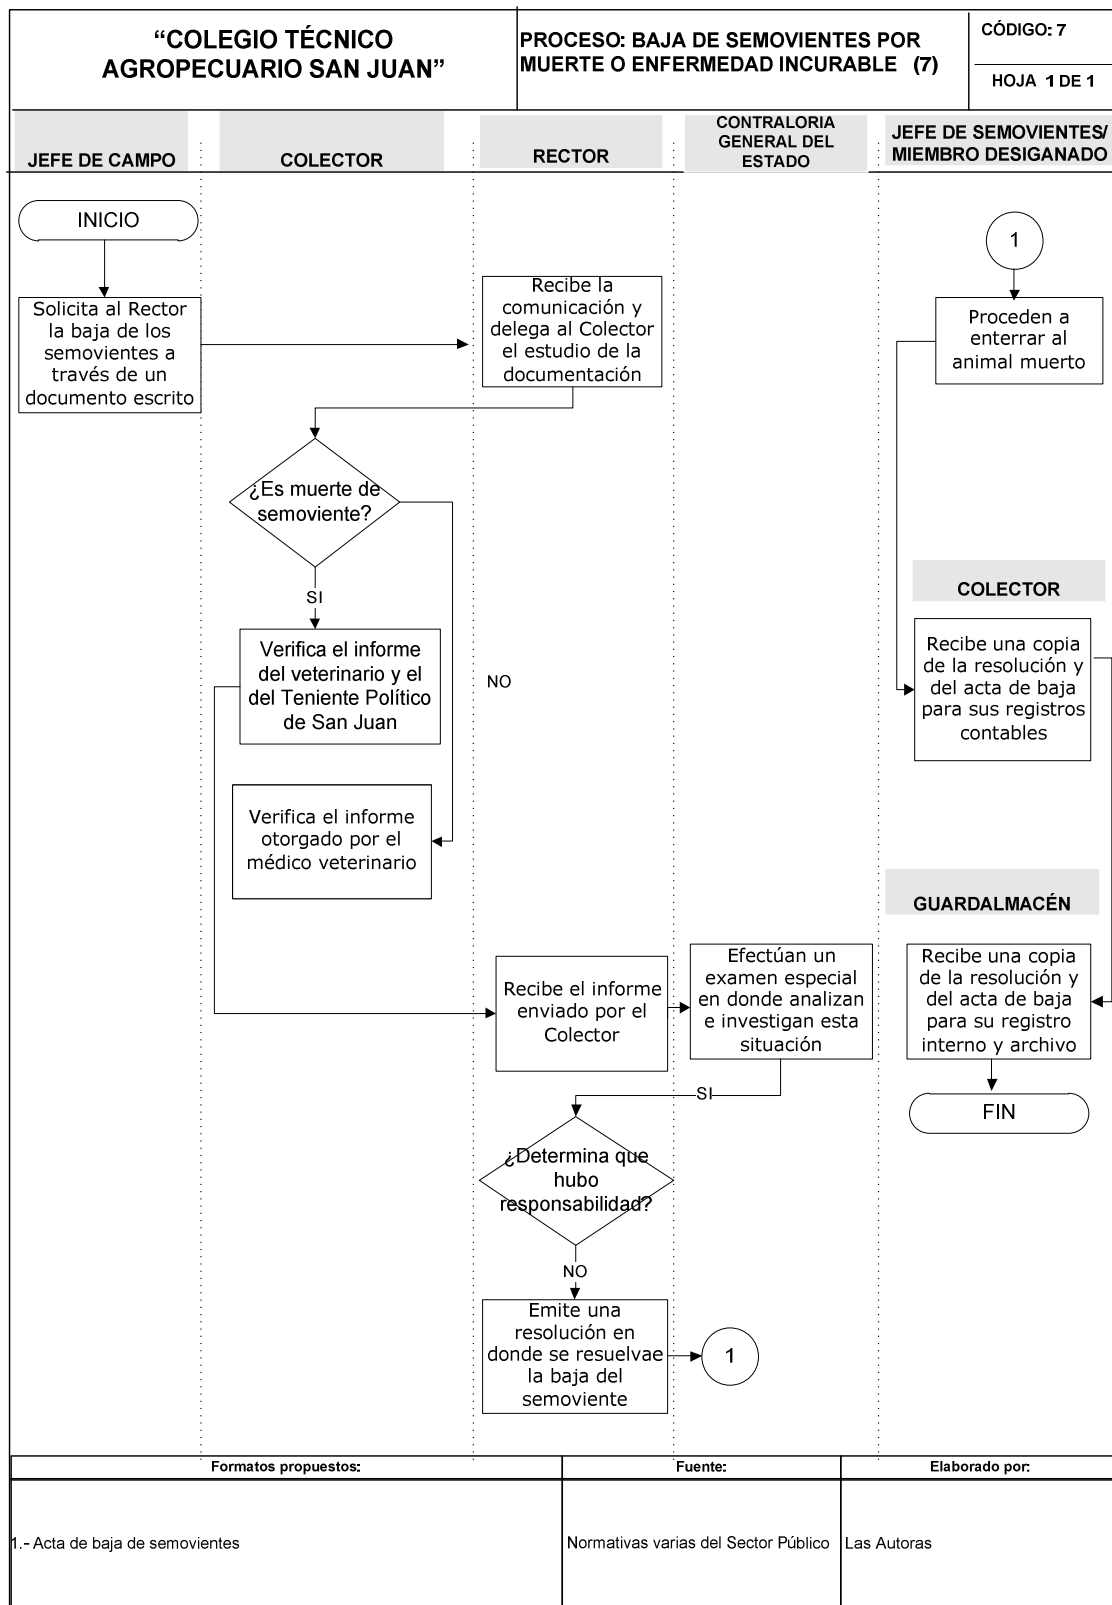 “COLEGIO TÉCNICO
AGROPECUARIO SAN JUAN”
PROCESO: BAJA DE SEMOVIENTES POR
MUERTE O ENFERMEDAD INCURABLE (7)
CÓDIGO: 7
HOJA 1 DE 1
JEFE DE CAMPO
COLECTOR
RECTOR
CONTRALORIA
GENERAL DEL
ESTADO
JEFE DE SEMOVIENTES/
MIEMBRO DESIGANADO
INICIO
Solicita al Rector
la baja de los
semovientes a
través de un
documento escrito
Recibe la
comunicación y
delega al Colector
el estudio de la
documentación
¿Es muerte de
semoviente?
SI
NO
Verifica el informe
del veterinario y el
del Teniente Político
de San Juan
Verifica el informe
otorgado por el
médico veterinario
Recibe el informe
enviado por el
Colector
Efectúan un
examen especial
en donde analizan
e investigan esta
situación
SI
¿Determina que
hubo
responsabilidad?
NO
Emite una
resolución en
donde se resuelvae
la baja del
semoviente
1
1
Proceden a
enterrar al
animal muerto
COLECTOR
Recibe una copia
de la resolución y
del acta de baja
para sus registros
contables
GUARDALMACÉN
Recibe una copia
de la resolución y
del acta de baja
para su registro
interno y archivo
FIN
Formatos propuestos:
Fuente:
Elaborado por:
1.- Acta de baja de semovientes
Normativas varias del Sector Público
Las Autoras